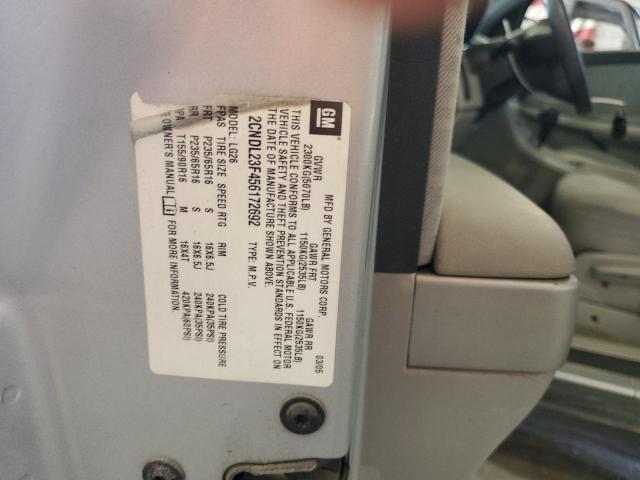 GM MFD BY GENERAL MOTORS CORP. 03/05
GVWR GAWR FRT GAWR RR
2300KG(5070LB) 1150KG(2535LB) 1150KG(2535LB)
THIS VEHICLE CONFORMS TO ALL APPLICABLE U.S. FEDERAL MOTOR
VEHICLE SAFETY AND THEFT PREVENTION STANDARDS IN EFFECT ON
THE DATE OF MANUFACTURE SHOWN ABOVE.
2CNDL23F456172692 TYPE: M.P.V.
MODEL: LG26
FPAS TIRE SIZE SPEED RTG RIM COLD TIRE PRESSURE
FRT P235/65R16 S 16X6.5J 240KPA(35PSI)
RR P235/65R16 S 16X6.5J 240KPA(35PSI)
PA T155/90R16 M 16X4T 420KPA(60PSI)
E OWNER'S MANUAL FOR MORE INFORMATION.